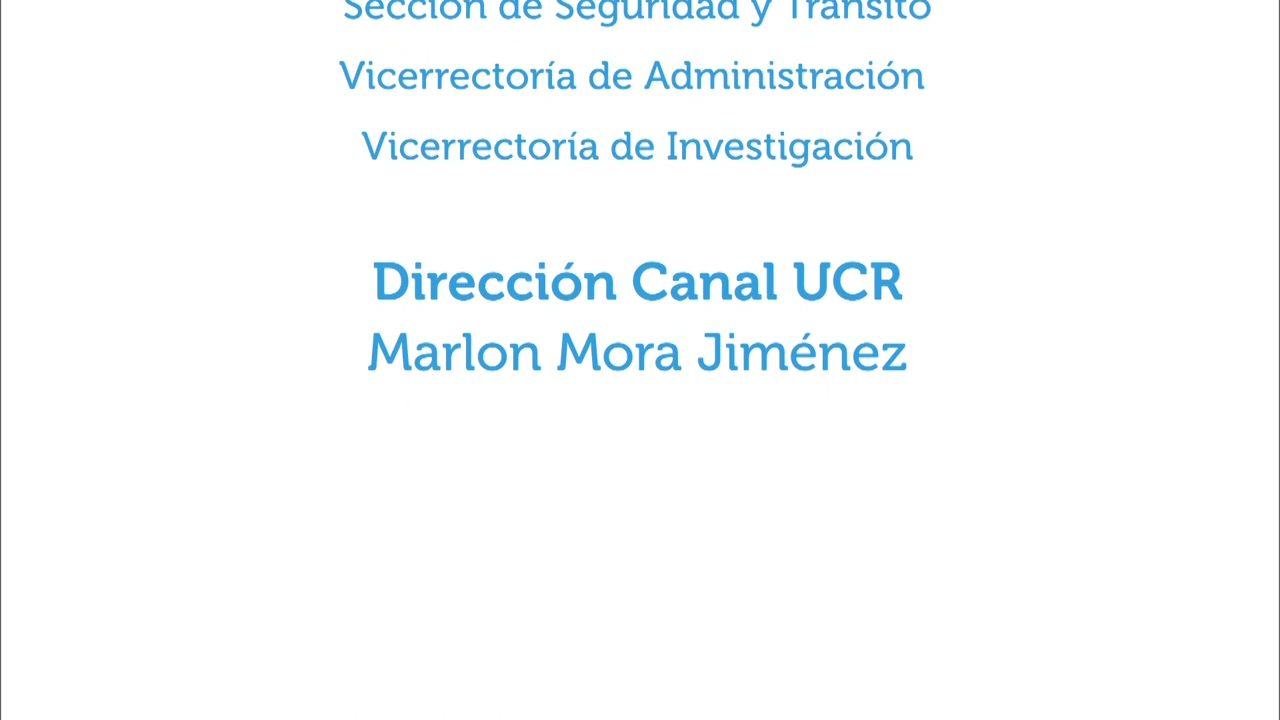 Sección de Seguridad y Tránsito
Vicerrectoría de Administración
Vicerrectoría de Investigación
Dirección Canal UCR
Marlon Mora Jiménez